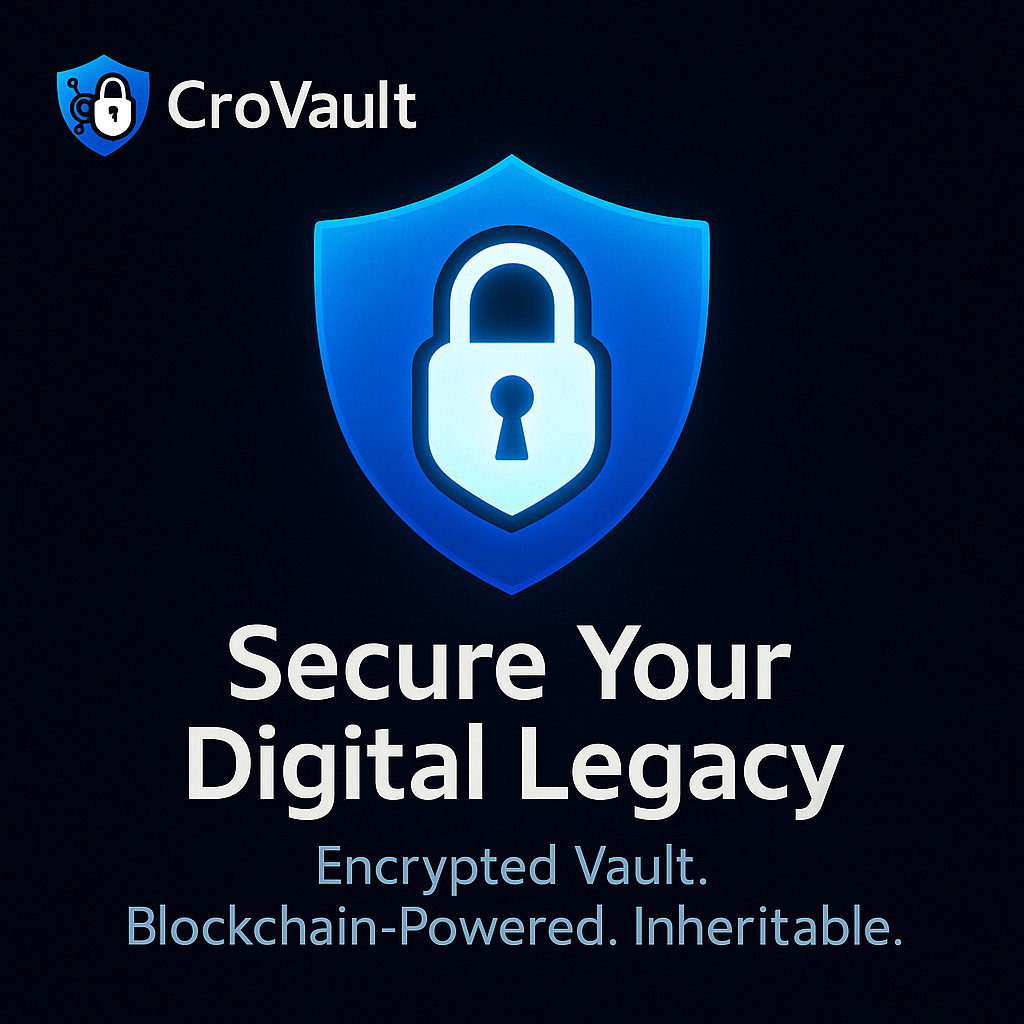 CroVault
Secure Your
Digital Legacy
Encrypted Vault.
Blockchain-Powered. Inheritable.